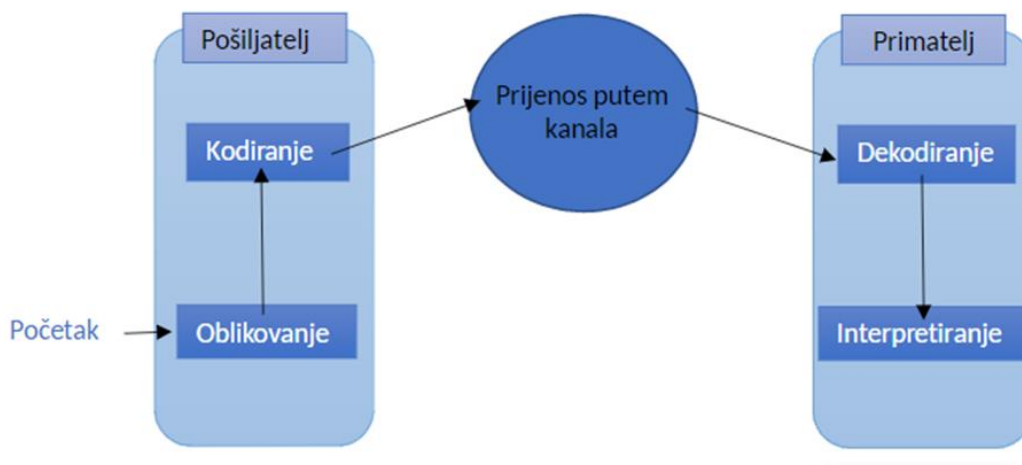 Pošiljatelj
Kodiranje
Početak
Oblikovanje
Prijenos putem
kanala
Primatelj
Dekodiranje
Interpretiranje